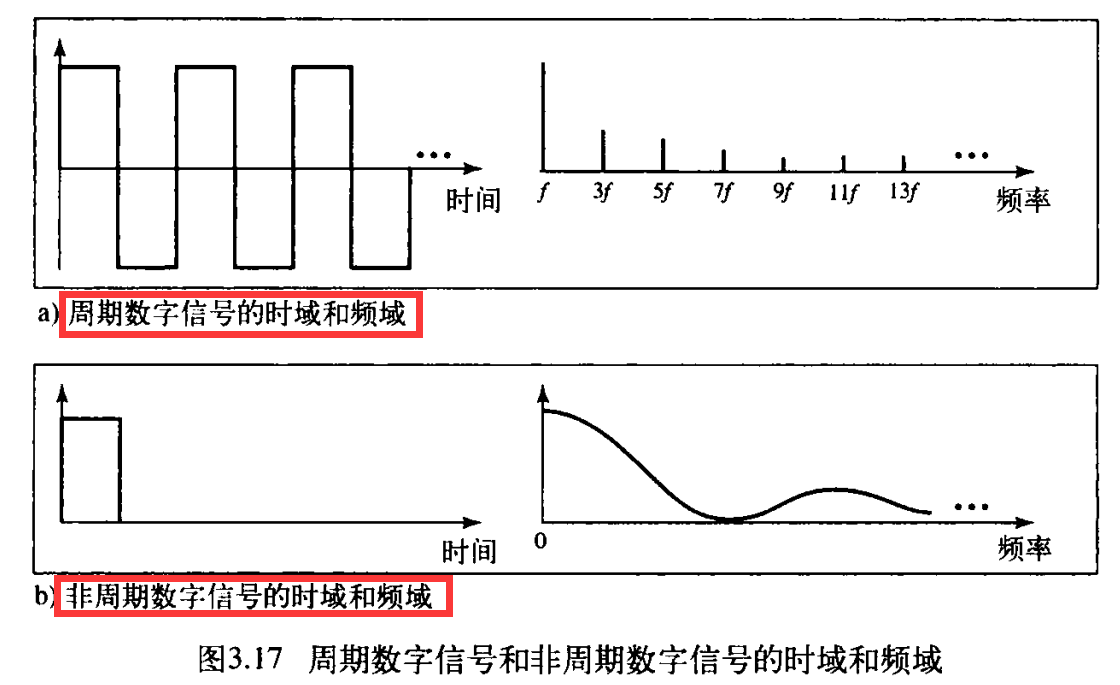 ...
时间
f 3f 5f 7f 9f 11f 13f
...
频率
a) 周期数字信号的时域和频域
时间
0
...
频率
b) 非周期数字信号的时域和频域
图3.17 周期数字信号和非周期数字信号的时域和频域